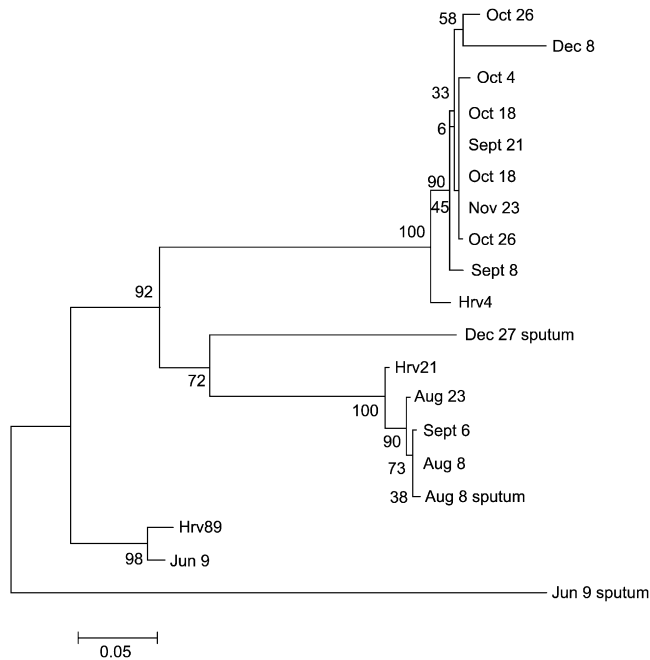 58
Oct 26
Dec 8
Oct 4
33
Oct 18
6
Sept 21
Oct 18
90
45
Nov 23
100
Oct 26
Sept 8
92
Hrv4
Dec 27 sputum
72
Hrv21
100
Aug 23
90
Sept 6
73
Aug 8
38
Aug 8 sputum
Hrv89
98
Jun 9
Jun 9 sputum
0.05